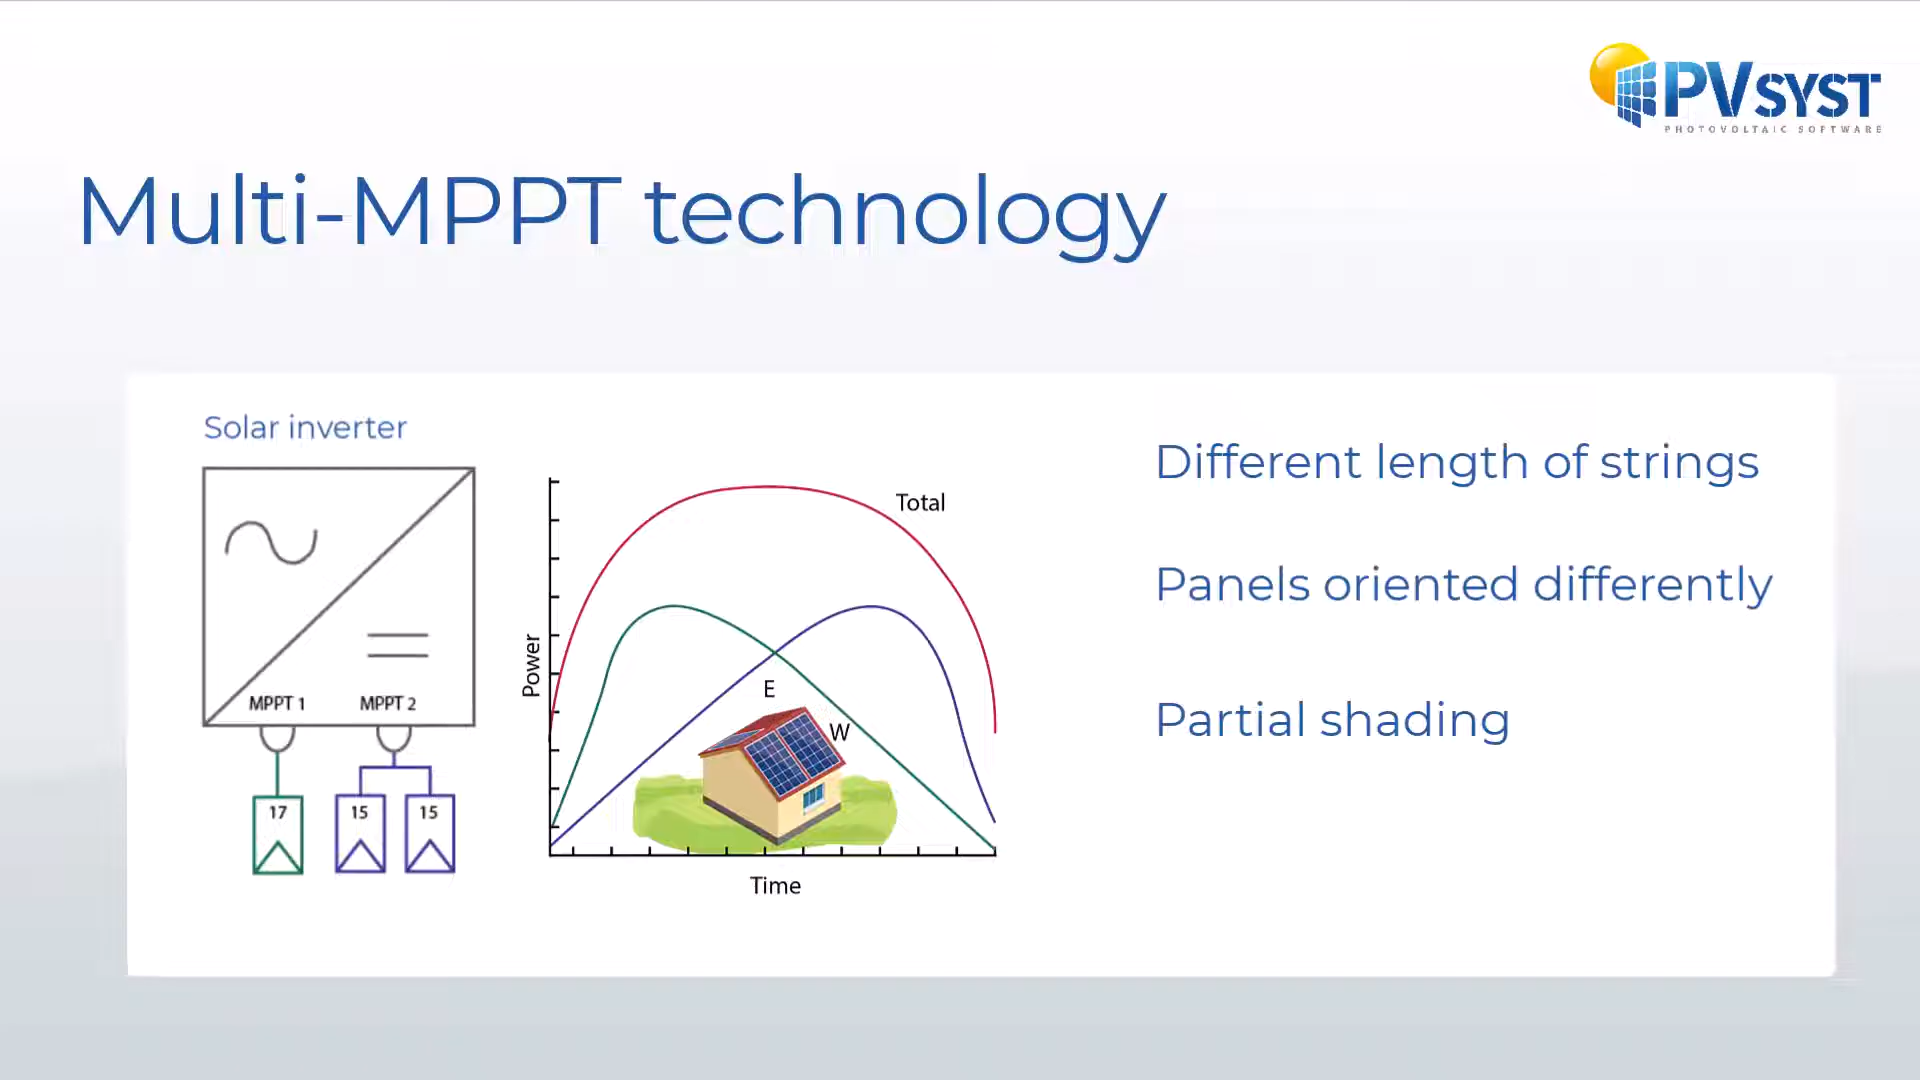 PVSYST
PHOTOVOLTAIC SOFTWARE
Multi-MPPT technology
Solar inverter
MPPT 1
MPPT 2
17
15
15
Power
Total
E
W
Time
Different length of strings
Panels oriented differently
Partial shading